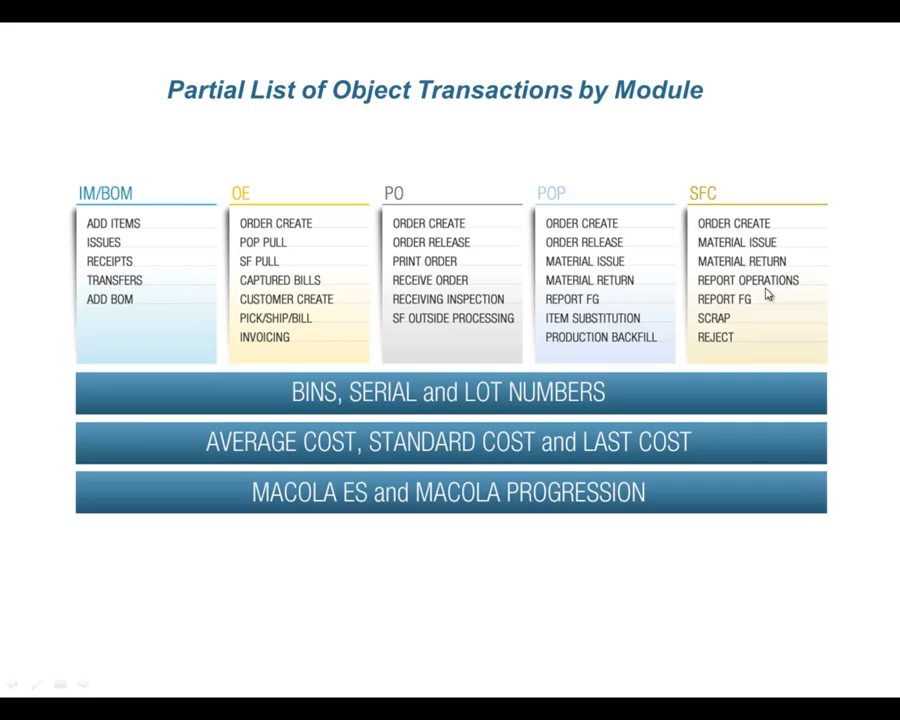 Partial List of Object Transactions by Module
IM/BOM
ADD ITEMS
ISSUES
RECEIPTS
TRANSFERS
ADD BOM
OE
ORDER CREATE
POP PULL
SF PULL
CAPTURED BILLS
CUSTOMER CREATE
PICK/SHIP/BILL
INVOICING
PO
ORDER CREATE
ORDER RELEASE
PRINT ORDER
RECEIVE ORDER
RECEIVING INSPECTION
SF OUTSIDE PROCESSING
POP
ORDER CREATE
ORDER RELEASE
MATERIAL ISSUE
MATERIAL RETURN
REPORT FG
ITEM SUBSTITUTION
PRODUCTION BACKFILL
SFC
ORDER CREATE
MATERIAL ISSUE
MATERIAL RETURN
REPORT OPERATIONS
REPORT FG
SCRAP
REJECT
BINS, SERIAL and LOT NUMBERS
AVERAGE COST, STANDARD COST and LAST COST
MACOLA ES and MACOLA PROGRESSION